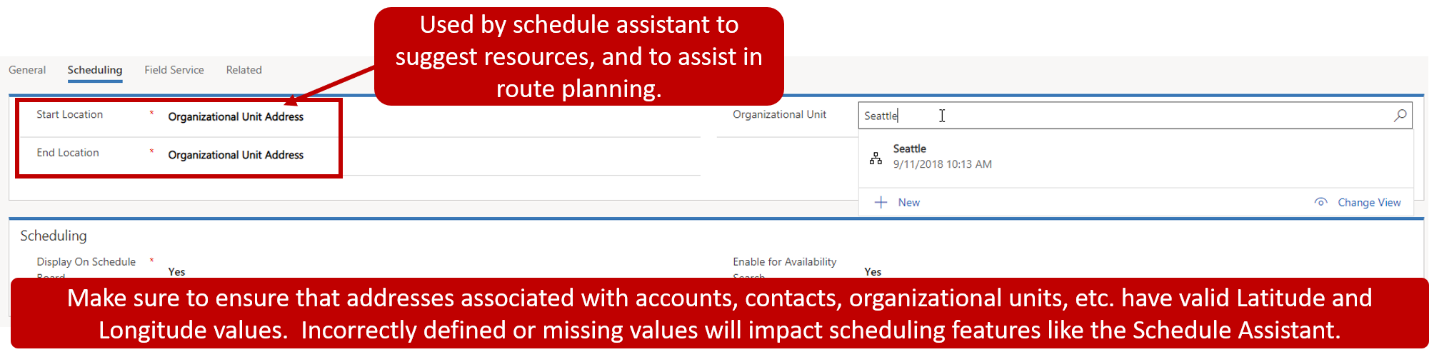 Used by schedule assistant to
suggest resources, and to assist in
route planning.
General Scheduling Field Service Related
Start Location * Organizational Unit Address
Organizational Unit Seattle
End Location * Organizational Unit Address
Seattle
9/11/2018 10:13 AM
New Change View
Scheduling
Display On Schedule * Yes
Board
Enable for Availability Yes
Search
Make sure to ensure that addresses associated with accounts, contacts, organizational units, etc. have valid Latitude and
Longitude values. Incorrectly defined or missing values will impact scheduling features like the Schedule Assistant.